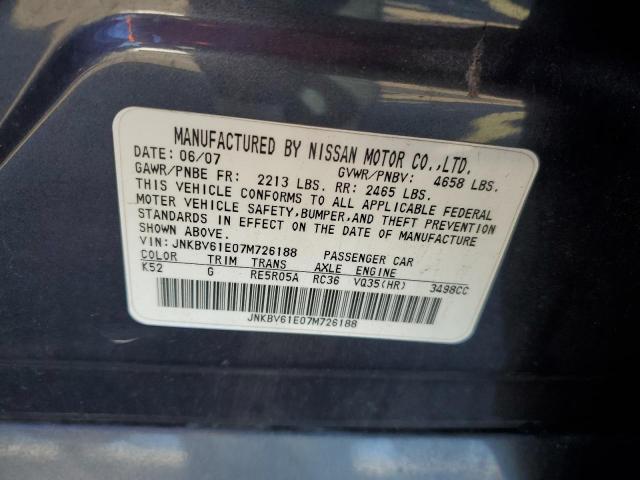 MANUFACTURED BY NISSAN MOTOR CO.,LTD.
DATE: 06/07 GVWR/PNBV: 4658 LBS.
GAWR/PNBE FR: 2213 LBS. RR: 2465 LBS.
THIS VEHICLE CONFORMS TO ALL APPLICABLE FEDERAL
MOTER VEHICLE SAFETY,BUMPER,AND THEFT PREVENTION
STANDARDS IN EFFECT ON THE DATE OF MANUFACTURE
SHOWN ABOVE.
VIN: JNKBV61E07M726188 PASSENGER CAR
COLOR TRIM TRANS AXLE ENGINE
K52 G RE5R05A RC36 VQ35(HR) 3498CC
JNKBV61E07M726188